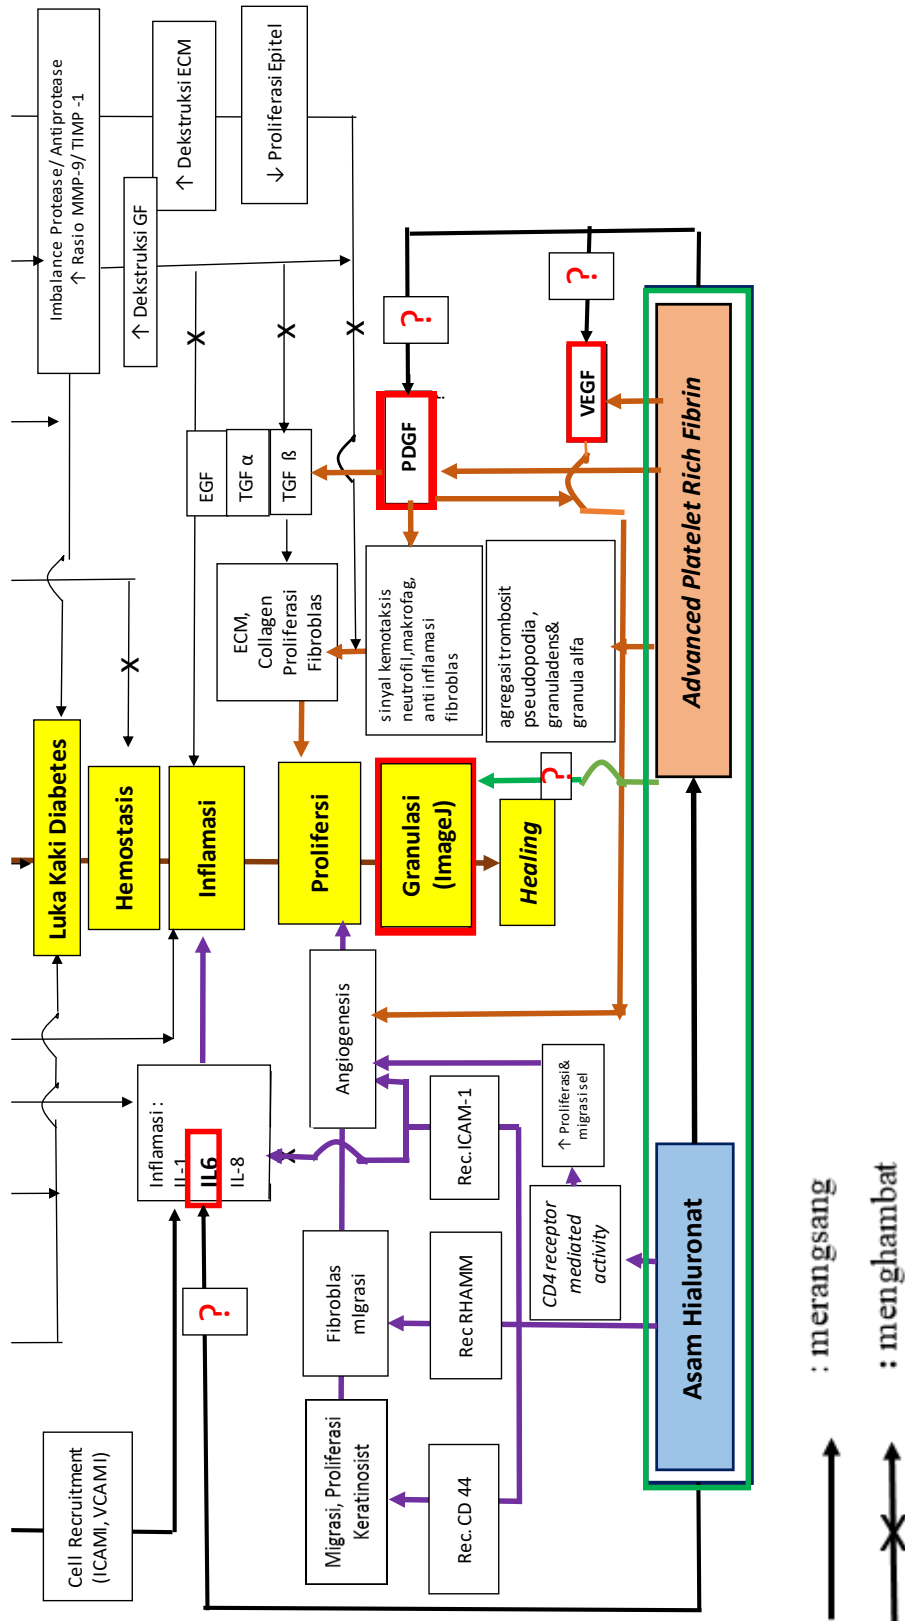 Cell Recruitment
(ICAMI, VCAMI)
Imbalance Protease/ Antiprotease
↑ Rasio MMP-9/ TIMP -1
↑ Dekstruksi GF
↑ Dekstruksi ECM
↓ Proliferasi Epitel
Luka Kaki Diabetes
Hemostasis
Inflamasi
Prolifersi
Granulasi
(ImageJ)
Healing
Inflamasi :
IL-1
IL6
IL-8
?
EGF
TGF α
TGF ß
PDGF
?
VEGF
?
ECM,
Collagen
Proliferasi
Fibroblas
sinyal kemotaksis
neutrofil,makrofag,
anti inflamasi
fibroblas
agregasi trombosit
pseudopodia ,
granuladens&
granula alfa
?
Migrasi, Proliferasi
Keratinosist
Fibroblas
mIgrasi
Angiogenesis
Rec. CD 44
Rec RHAMM
Rec.ICAM-1
CD4 receptor
mediated
activity
↑ Proliferasi&
migrasi sel
Asam Hialuronat
Advanced Platelet Rich Fibrin
: merangsang
: menghambat